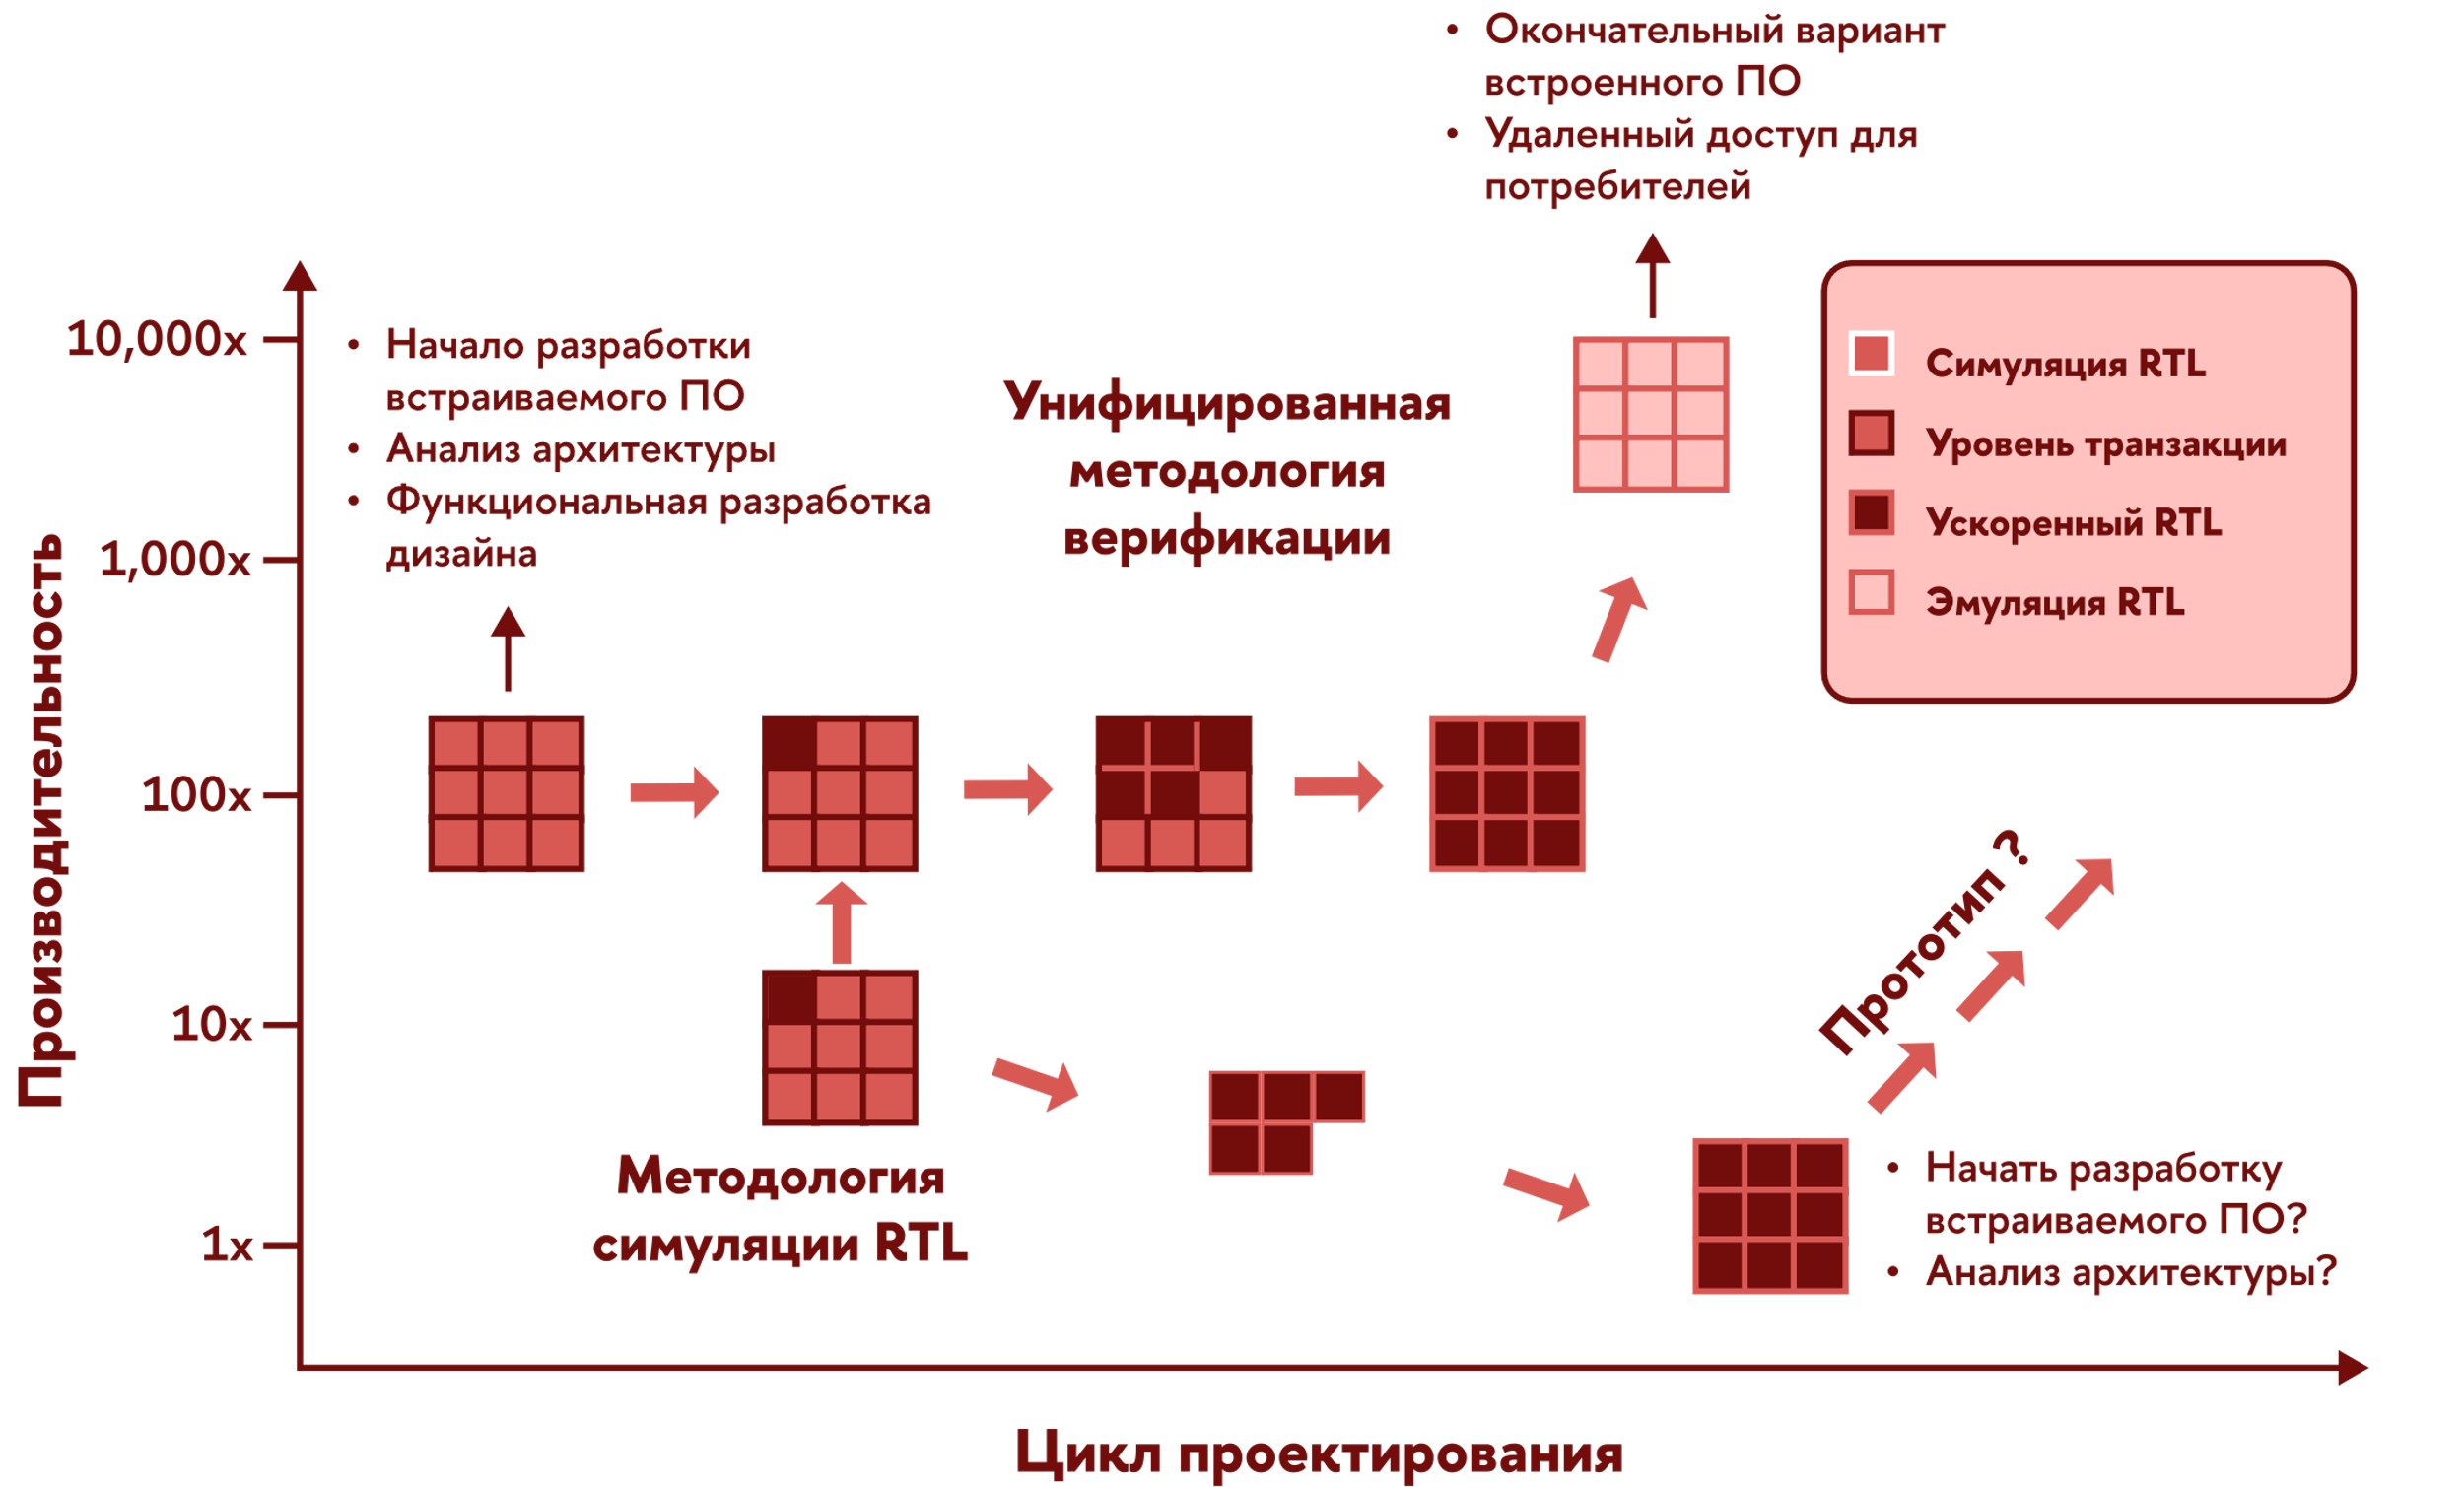 • Окончательный вариант
встроенного ПО
• Удаленный доступ для
потребителей
Производительность
10,000x
1,000x
100x
10x
1x
• Начало разработки
встраиваемого ПО
• Анализ архитектуры
• Функциональная разработка
дизайна
Унифицированная
методология
верификации
Симуляция RTL
Уровень транзакции
Ускоренный RTL
Эмуляция RTL
Методология
симуляции RTL
Прототип ?
• Начать разработку
встраиваемого ПО?
• Анализ архитектуры?
Цикл проектирования